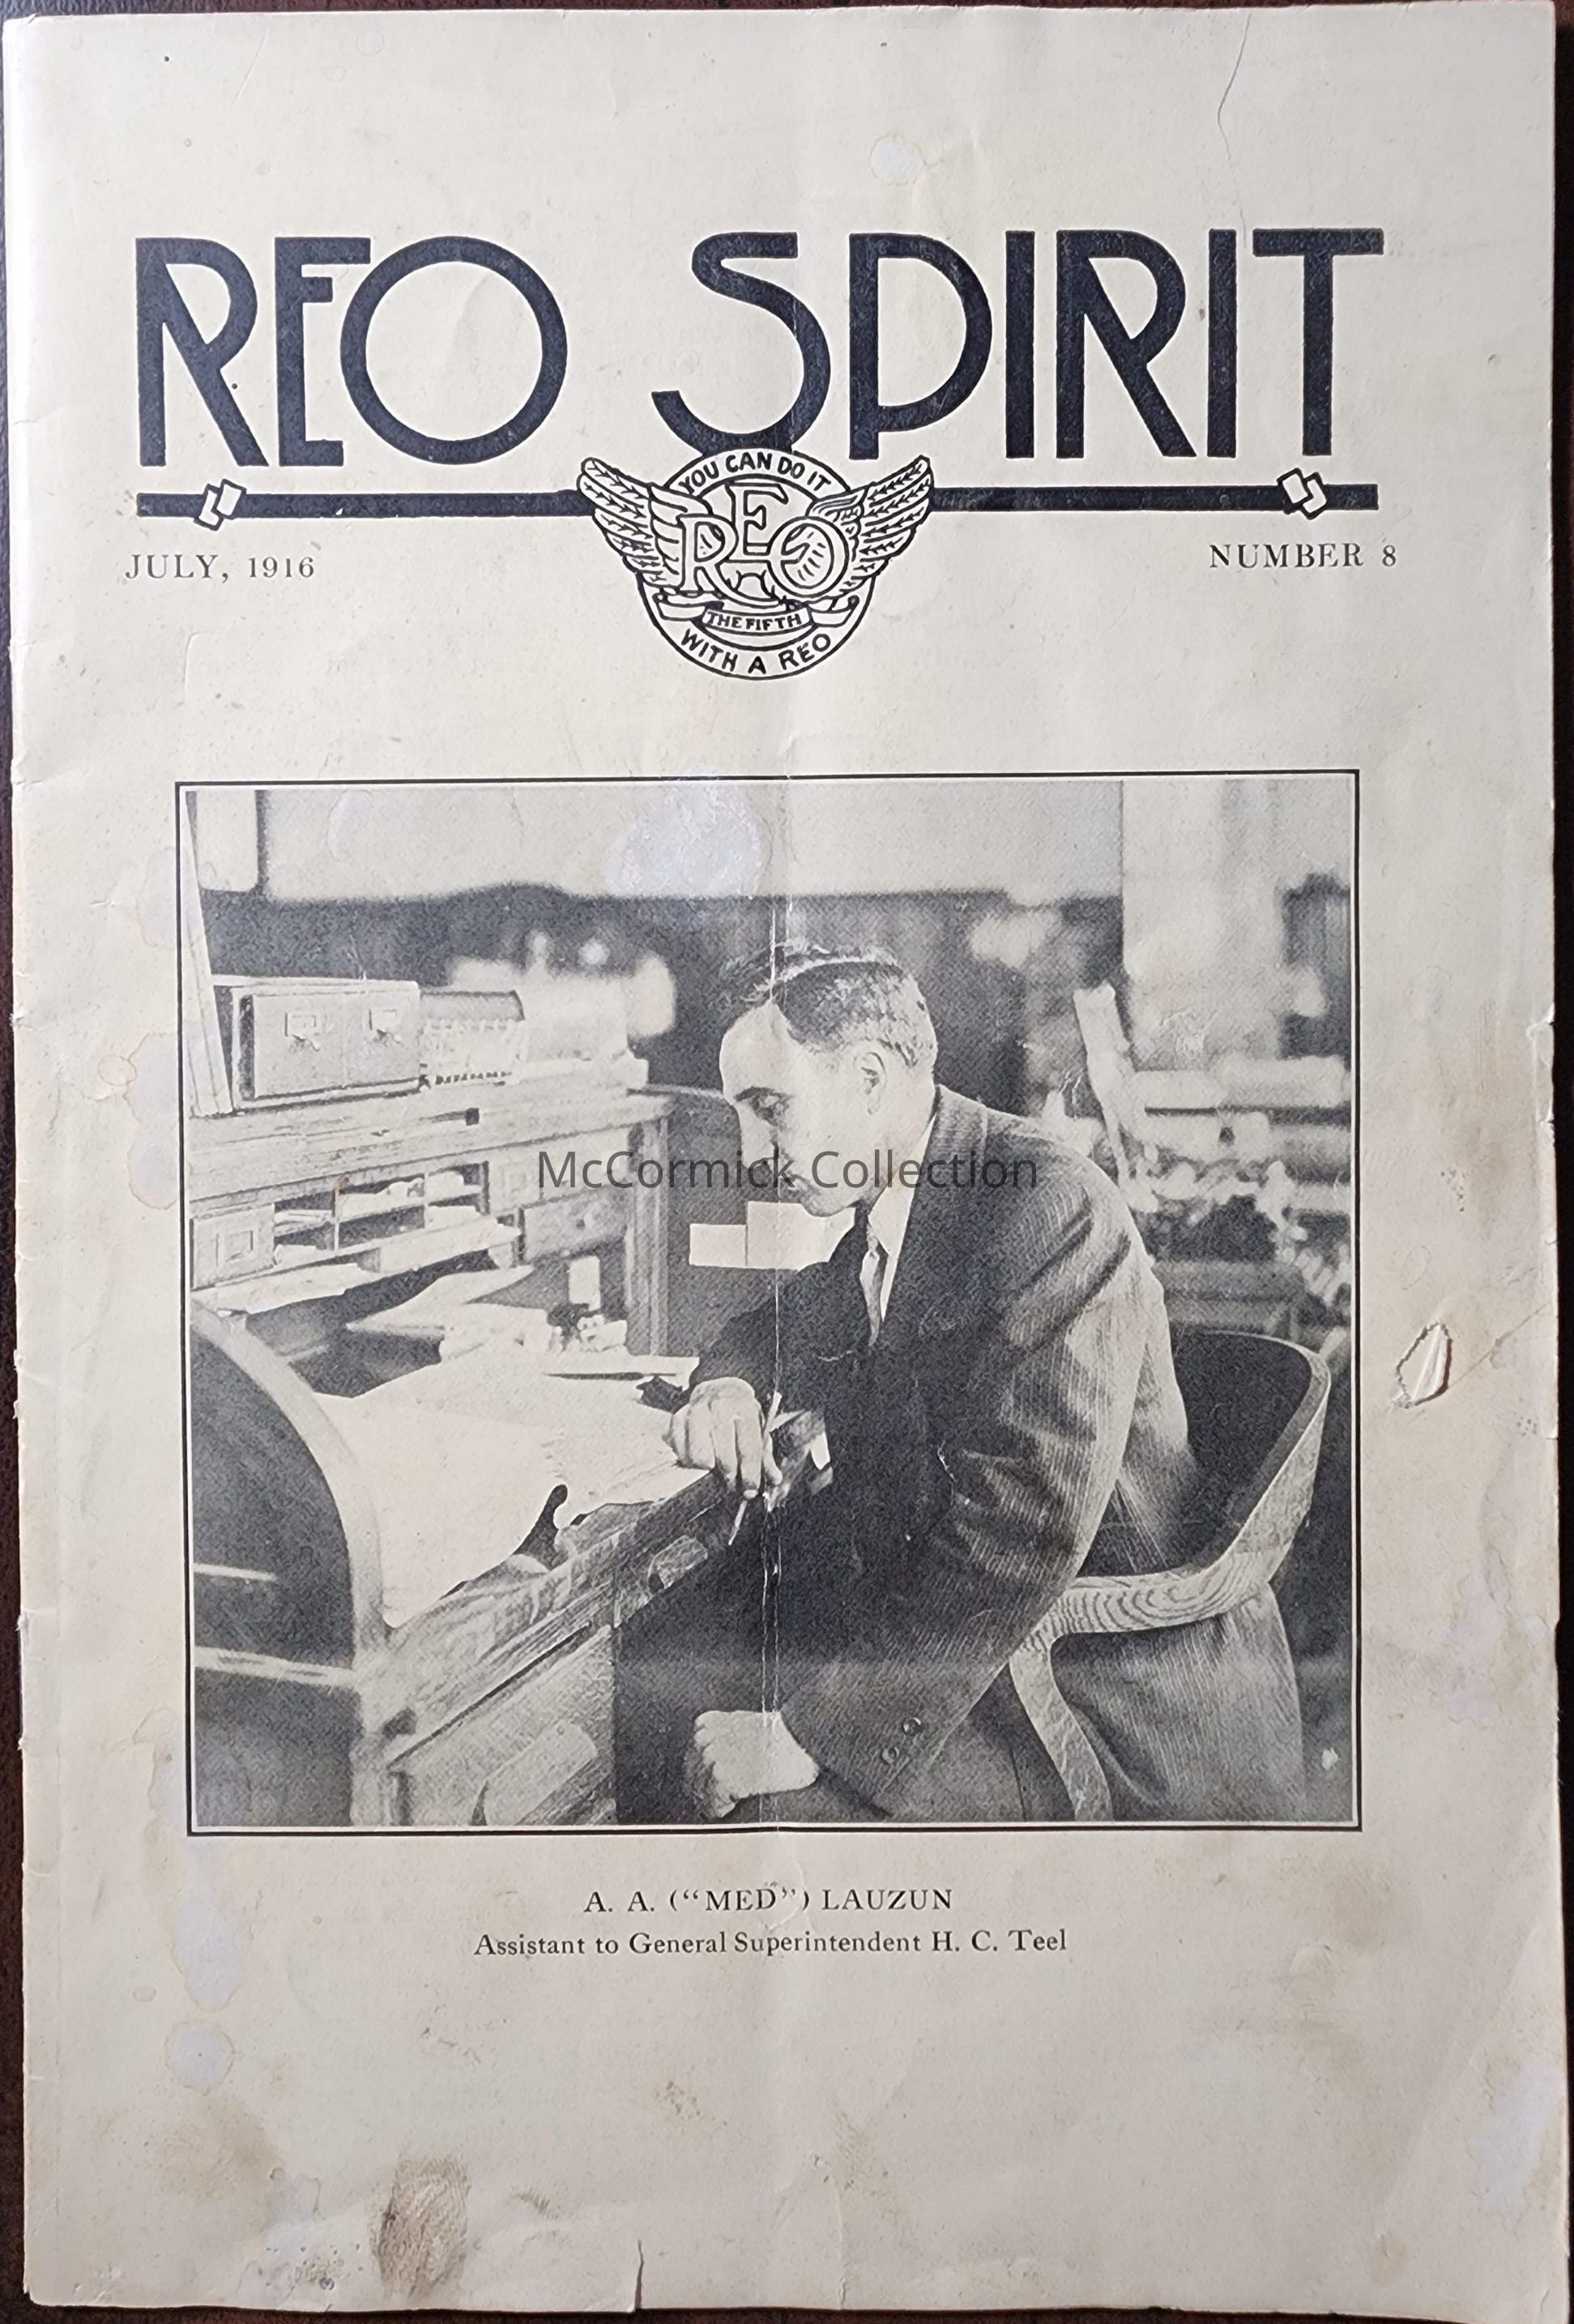 REO SPIRIT
YOU CAN DO IT
REO
THE FIFTH
WITH A REO
JULY, 1916
NUMBER 8
McCormick Collection
A. A. (“MED”) LAUZUN
Assistant to General Superintendent H. C. Teel